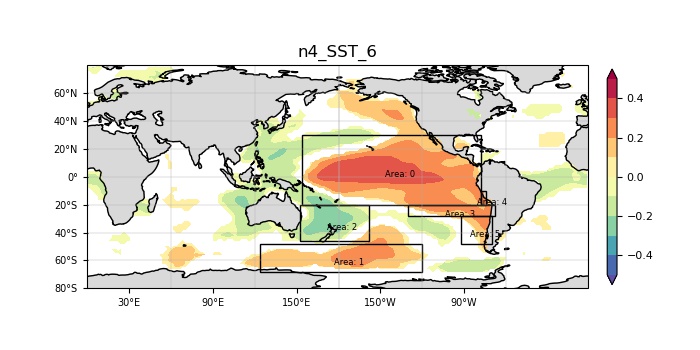 n4_SST_6
60°N
40°N
20°N
0°
20°S
40°S
60°S
80°S
30°E
90°E
150°E
150°W
90°W
Area: 0
Area: 4
Area: 3
Area: 2
Area: 5
Area: 1
0.4
0.2
0.0
−0.2
−0.4